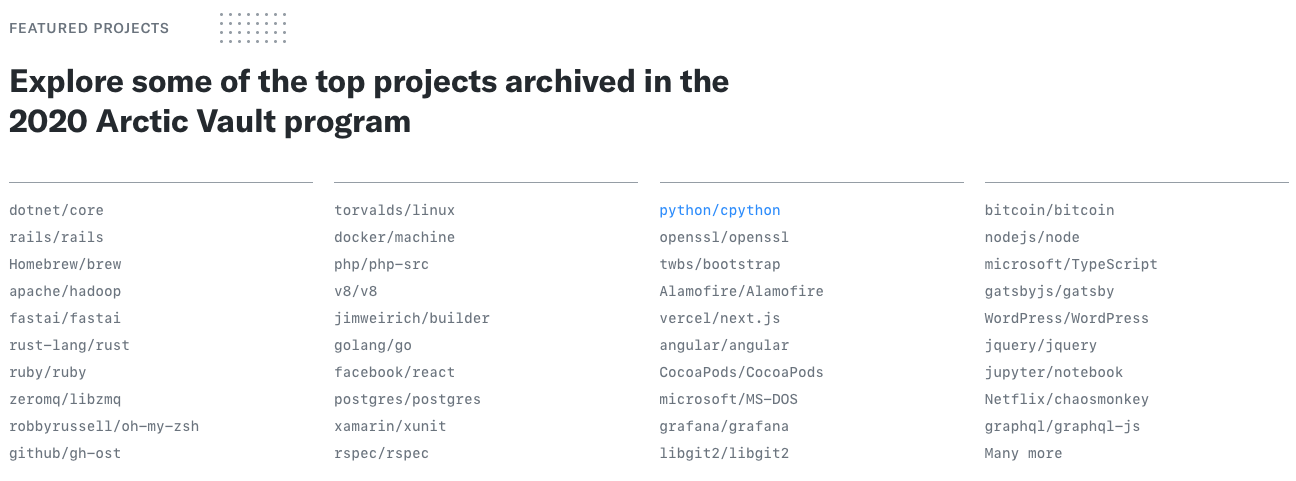 FEATURED PROJECTS
Explore some of the top projects archived in the
2020 Arctic Vault program
dotnet/core
rails/rails
Homebrew/brew
apache/hadoop
fastai/fastai
rust-lang/rust
ruby/ruby
zeromq/libzmq
robbyrussell/oh-my-zsh
github/gh-ost
torvalds/linux
docker/machine
php/php-src
v8/v8
jimweirich/builder
golang/go
facebook/react
postgres/postgres
xamarin/xunit
rspec/rspec
python/cpython
openssl/openssl
twbs/bootstrap
Alamofire/Alamofire
vercel/next.js
angular/angular
CocoaPods/CocoaPods
microsoft/MS-DOS
grafana/grafana
libgit2/libgit2
bitcoin/bitcoin
nodejs/node
microsoft/TypeScript
gatsbyjs/gatsby
WordPress/WordPress
jquery/jquery
jupyter/notebook
Netflix/chaosmonkey
graphql/graphql-js
Many more